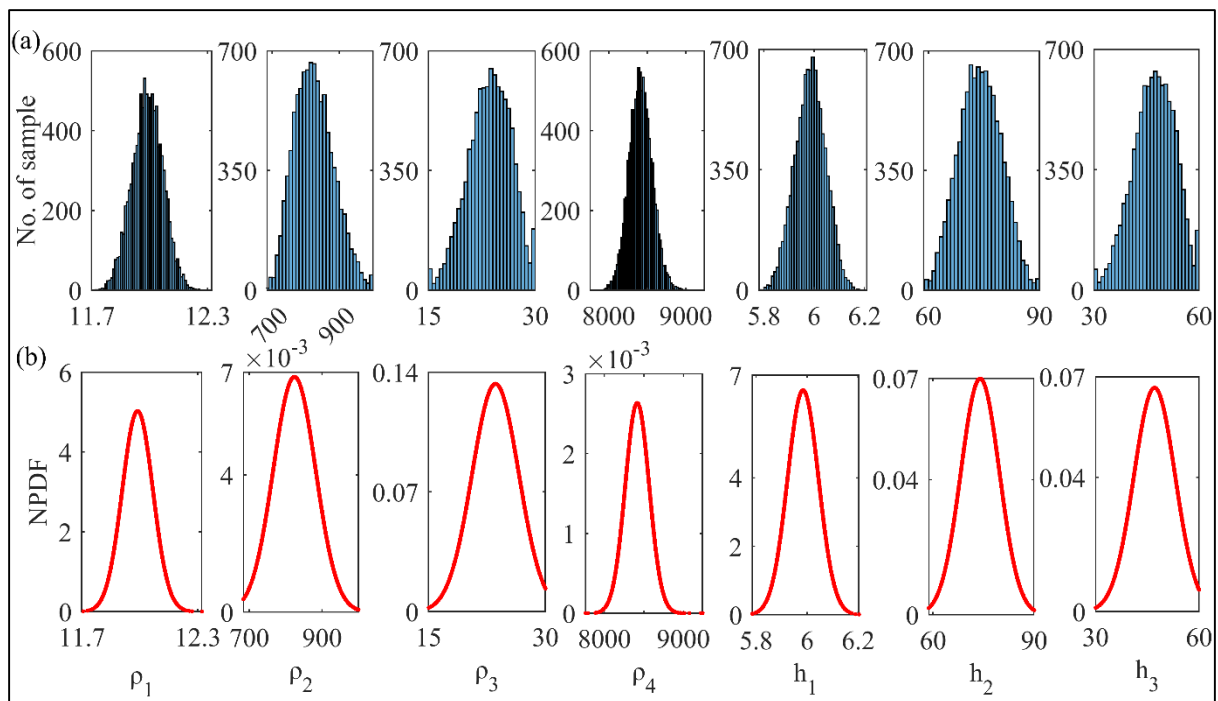 (a)
No. of sample
600 400 200 0
11.7 12.3
700 350 0
700 900
700 350 0
15 30
600 400 200 0
8000 9000
700 350 0
5.8 6 6.2
700 350 0
60 90
700 350 0
30 60
(b)
NPDF
6 4 2 0
11.7 12.3
ρ1
×10-3
7 4 0
700 900
ρ2
0.14 0.07 0
15 30
ρ3
×10-3
3 2 1 0
8000 9000
ρ4
7 4 2 0
5.8 6 6.2
h1
0.07 0.04 0
60 90
h2
0.07 0.04 0
30 60
h3